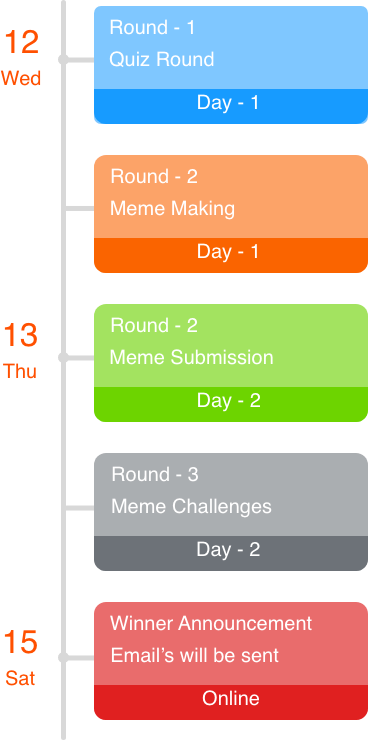 12
Wed
Round - 1
Quiz Round
Day - 1
Round - 2
Meme Making
Day - 1
13
Thu
Round - 2
Meme Submission
Day - 2
Round - 3
Meme Challenges
Day - 2
15
Sat
Winner Announcement
Email's will be sent
Online